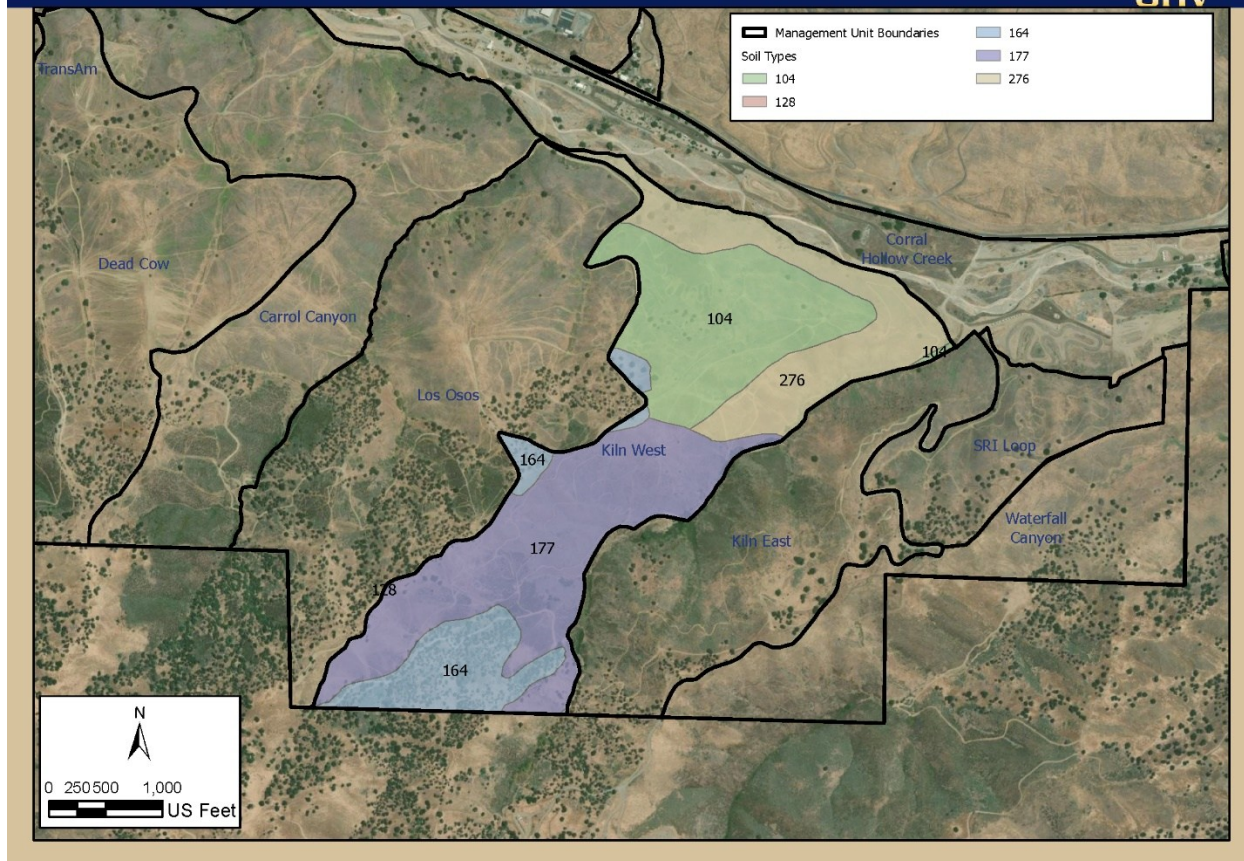 Management Unit Boundaries
Soil Types
104
128
164
177
276
TransAm
Dead Cow
Carrol Canyon
Los Osos
Corral
Hollow Creek
104
104
276
Kiln West
164
SRI Loop
Waterfall
Canyon
Kiln East
177
128
164
N
0 250 500 1,000
US Feet